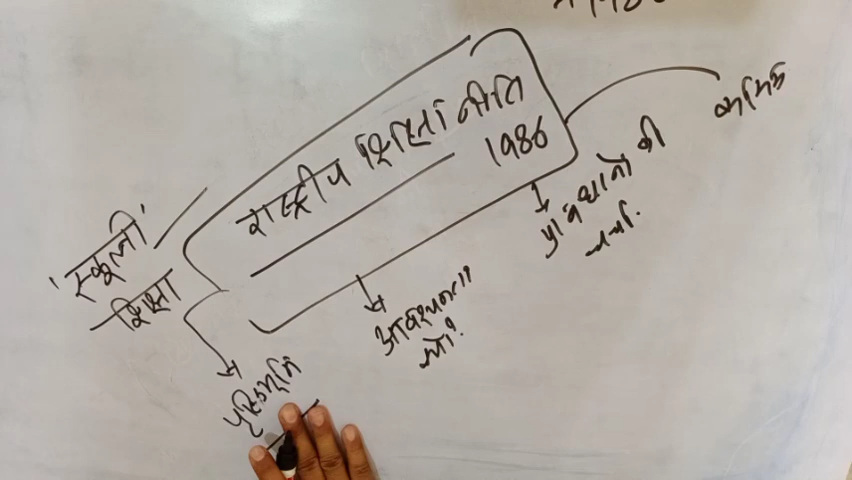 राष्ट्रीय शिक्षा नीति
1986
'स्कूली'
शिक्षा
पृष्ठभूमि
आवश्यकता
क्यों?
प्रावधानों की
चर्चा